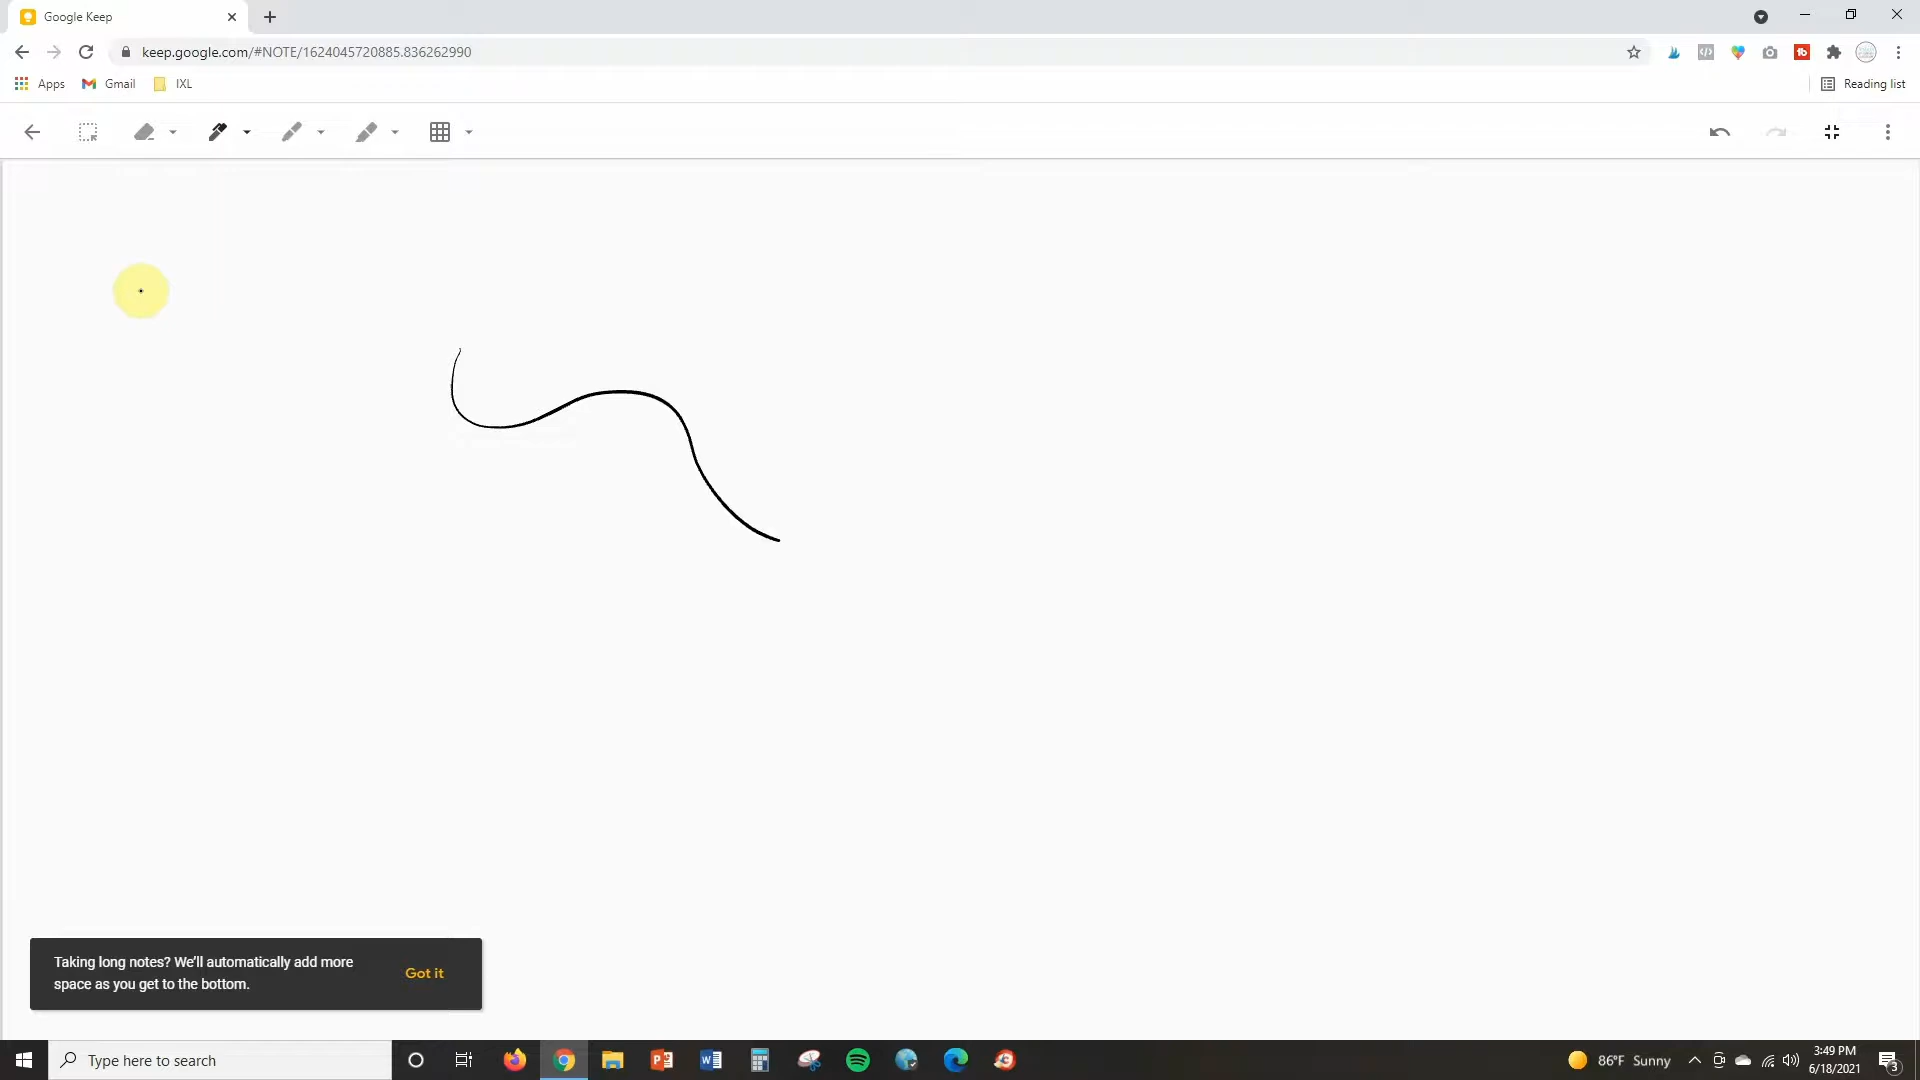 Google Keep
keep.google.com/#NOTE/1624045720885.836262990
Apps
Gmail
IXL
Reading list
Taking long notes? We'll automatically add more
space as you get to the bottom.
Got it
Type here to search
86°F Sunny
3:49 PM
6/18/2021
3